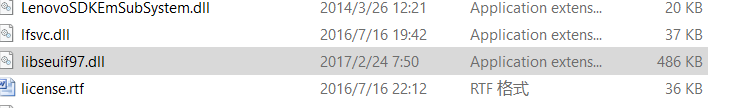 LenovoSDKEmSubSystem.dll 2014/3/26 12:21 Application extens... 20 KB
lfsvc.dll 2016/7/16 19:42 Application extens... 37 KB
libseuif97.dll 2017/2/24 7:50 Application extens... 486 KB
license.rtf 2016/7/16 22:12 RTF 格式 36 KB